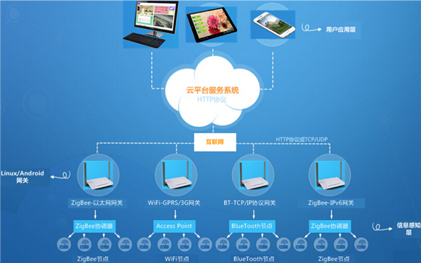 用户应用层
云平台服务系统
HTTP协议
互联网
HTTP协议或TCP/UDP
Linux/Android
网关
ZigBee-以太网网关
WiFi-GPRS/3G网关
BT-TCP/IP协议网关
ZigBee-IPv6网关
ZigBee协调器
Access Point
BlueTooth节点
ZigBee协调器
信息感知
层
ZigBee节点
WiFi节点
BlueTooth节点
ZigBee节点